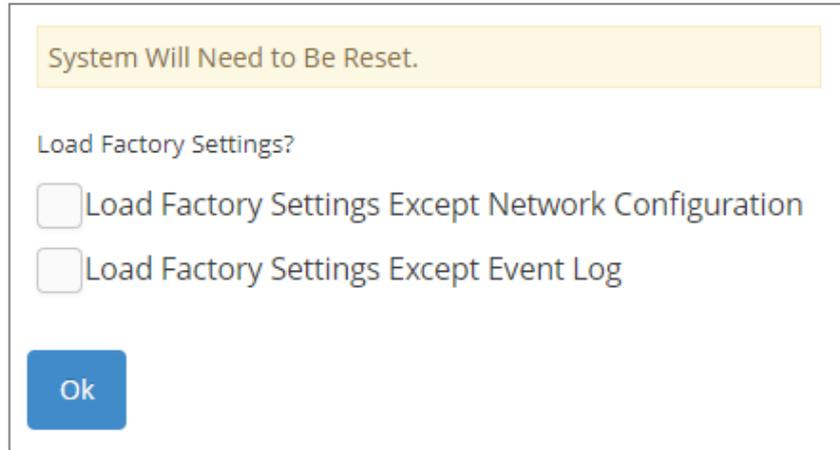 System Will Need to Be Reset.
Load Factory Settings?
Load Factory Settings Except Network Configuration
Load Factory Settings Except Event Log
Ok